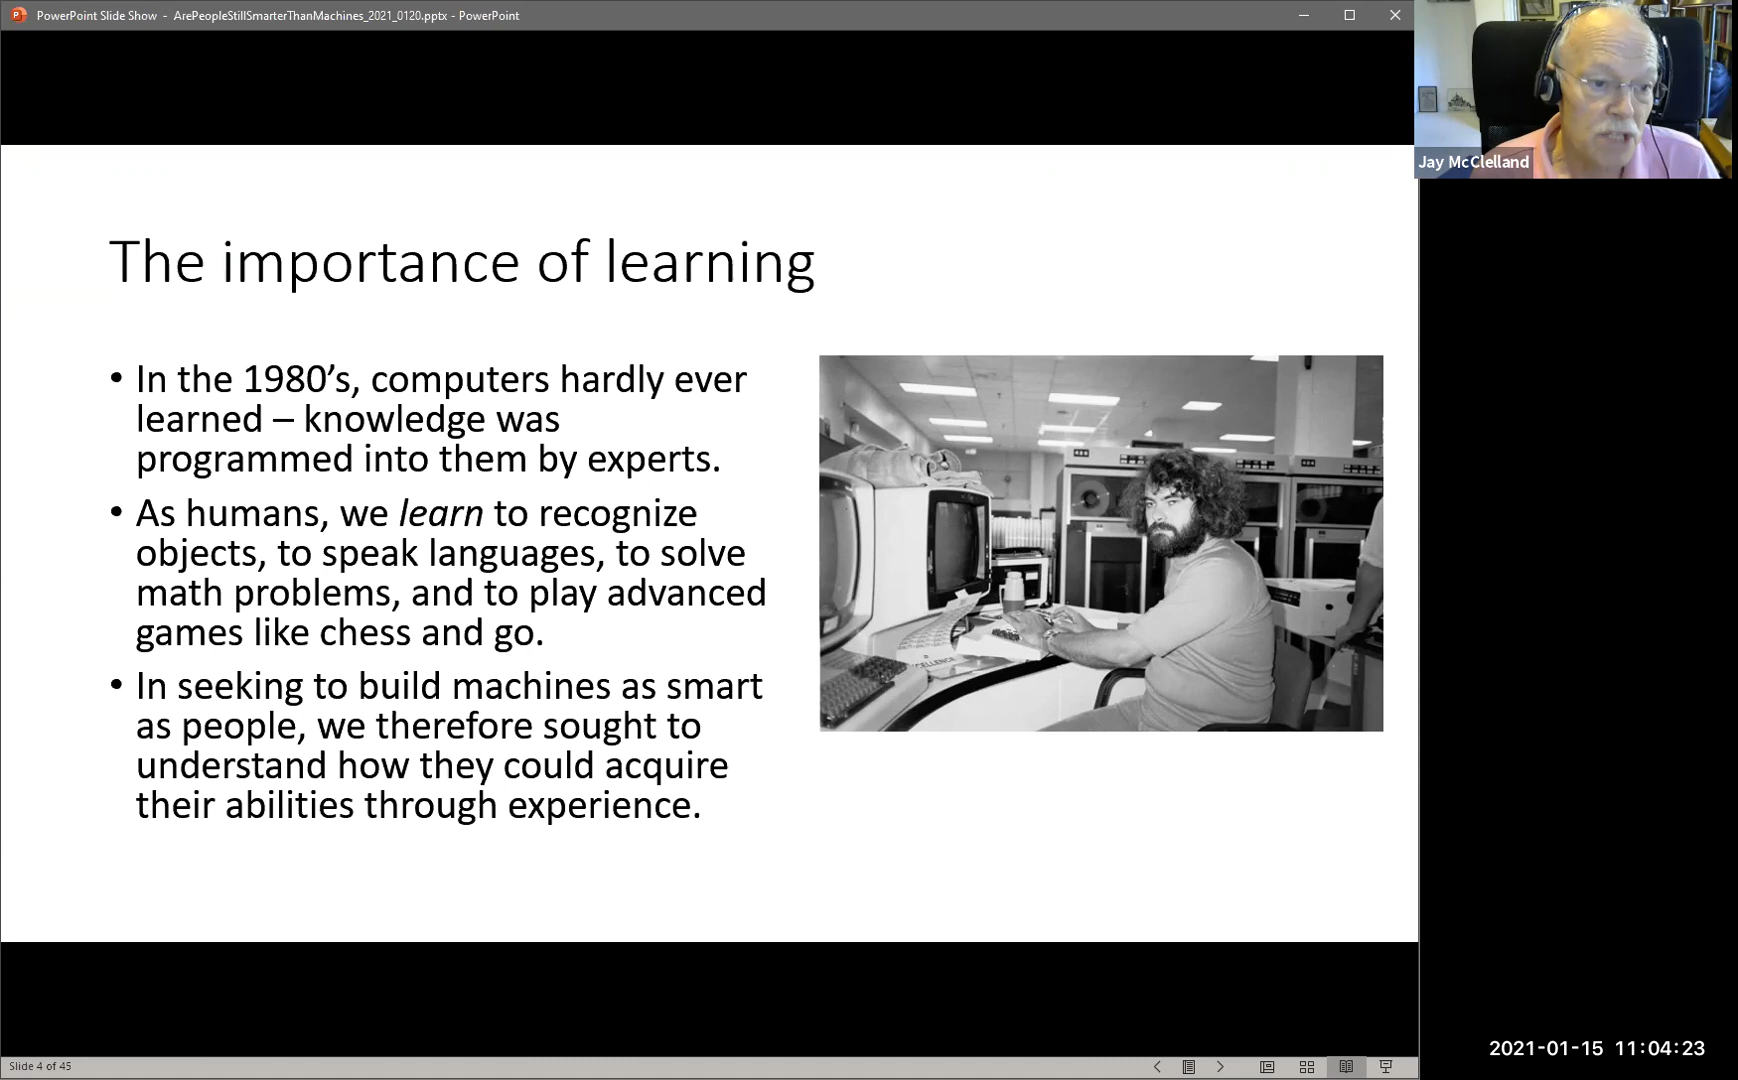 PowerPoint Slide Show - ArePeopleStillSmarterThanMachines_2021_0120.pptx - PowerPoint
Jay McClelland
The importance of learning
• In the 1980’s, computers hardly ever
learned – knowledge was
programmed into them by experts.
• As humans, we learn to recognize
objects, to speak languages, to solve
math problems, and to play advanced
games like chess and go.
• In seeking to build machines as smart
as people, we therefore sought to
understand how they could acquire
their abilities through experience.
Slide 4 of 45
2021-01-15 11:04:23